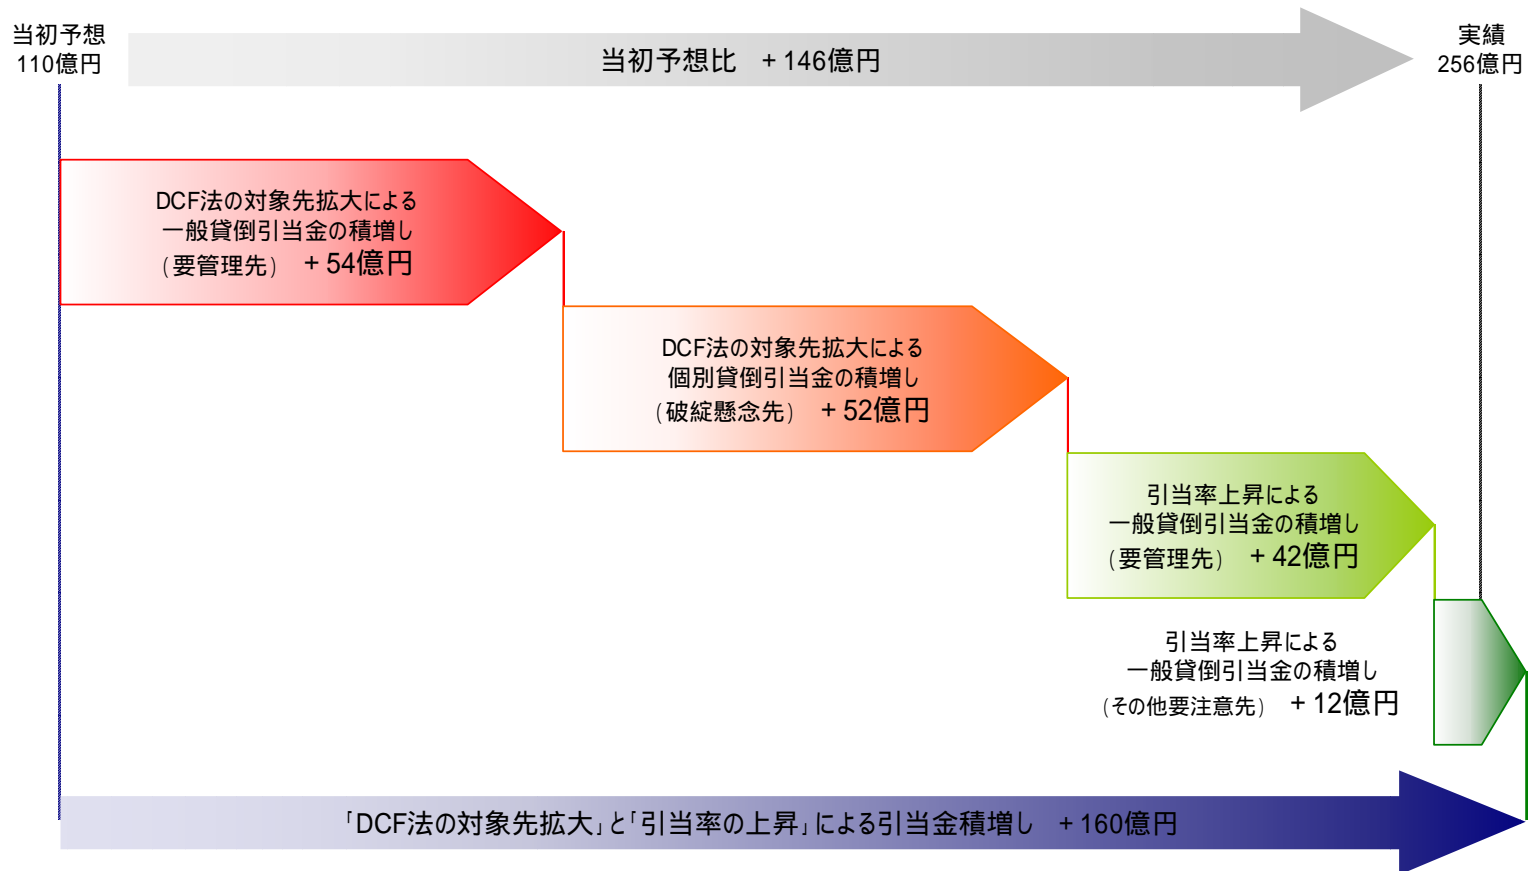 当初予想
110億円
当初予想比　+ 146億円
実績
256億円
DCF法の対象先拡大による
一般貸倒引当金の積増し
（要管理先）　+ 54億円
DCF法の対象先拡大による
個別貸倒引当金の積増し
（破綻懸念先）　+ 52億円
引当率上昇による
一般貸倒引当金の積増し
（要管理先）　+ 42億円
引当率上昇による
一般貸倒引当金の積増し
（その他要注意先）　+ 12億円
「DCF法の対象先拡大」と「引当率の上昇」による引当金積増し　+ 160億円